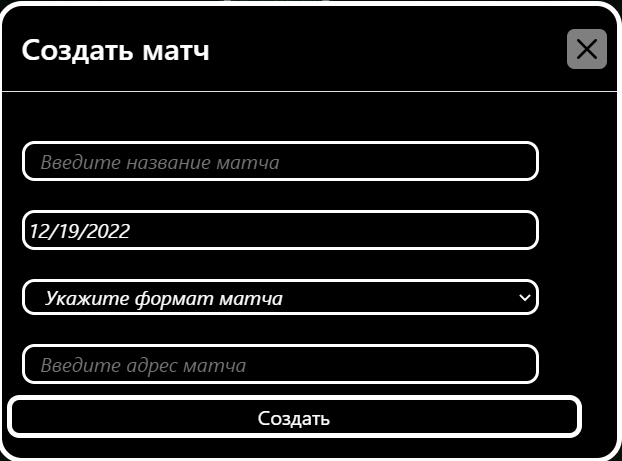 Создать матч
Введите название матча
12/19/2022
Укажите формат матча
Введите адрес матча
Создать